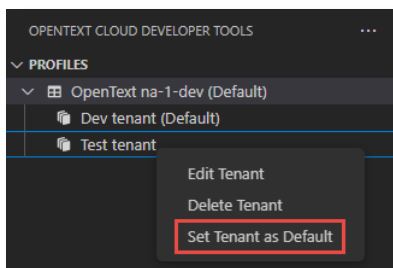 OPENTEXT CLOUD DEVELOPER TOOLS ...
PROFILES
OpenText na-1-dev (Default)
Dev tenant (Default)
Test tenant
Edit Tenant
Delete Tenant
Set Tenant as Default